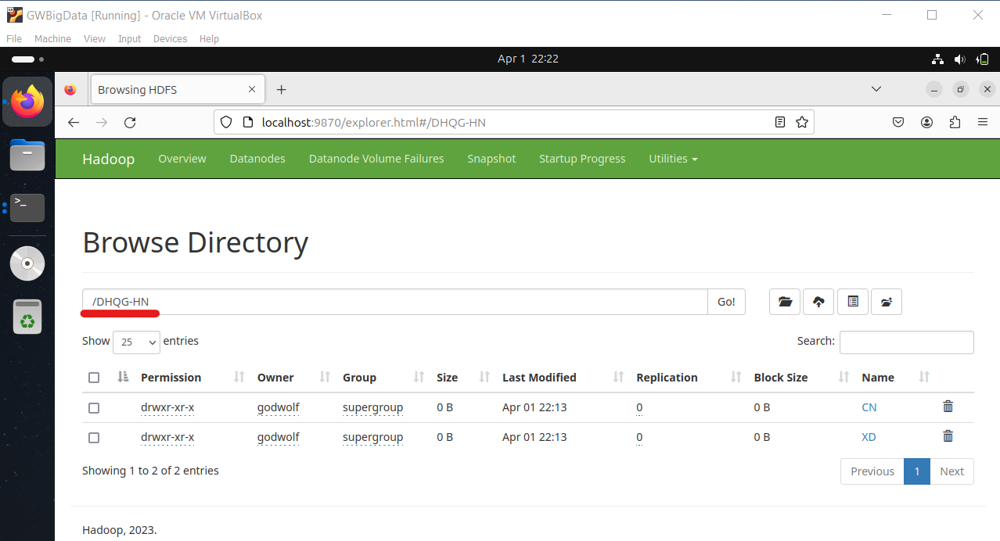 GWBigData [Running] - Oracle VM VirtualBox
File Machine View Input Devices Help
Apr 1 22:22
Browsing HDFS
localhost:9870/explorer.html#/DHQG-HN
Hadoop Overview Datanodes Datanode Volume Failures Snapshot Startup Progress Utilities
Browse Directory
/DHQG-HN Go!
Show 25 entries Search:
Permission Owner Group Size Last Modified Replication Block Size Name
drwxr-xr-x godwolf supergroup 0 B Apr 01 22:13 0 0 B CN
drwxr-xr-x godwolf supergroup 0 B Apr 01 22:13 0 0 B XD
Showing 1 to 2 of 2 entries Previous 1 Next
Hadoop, 2023.